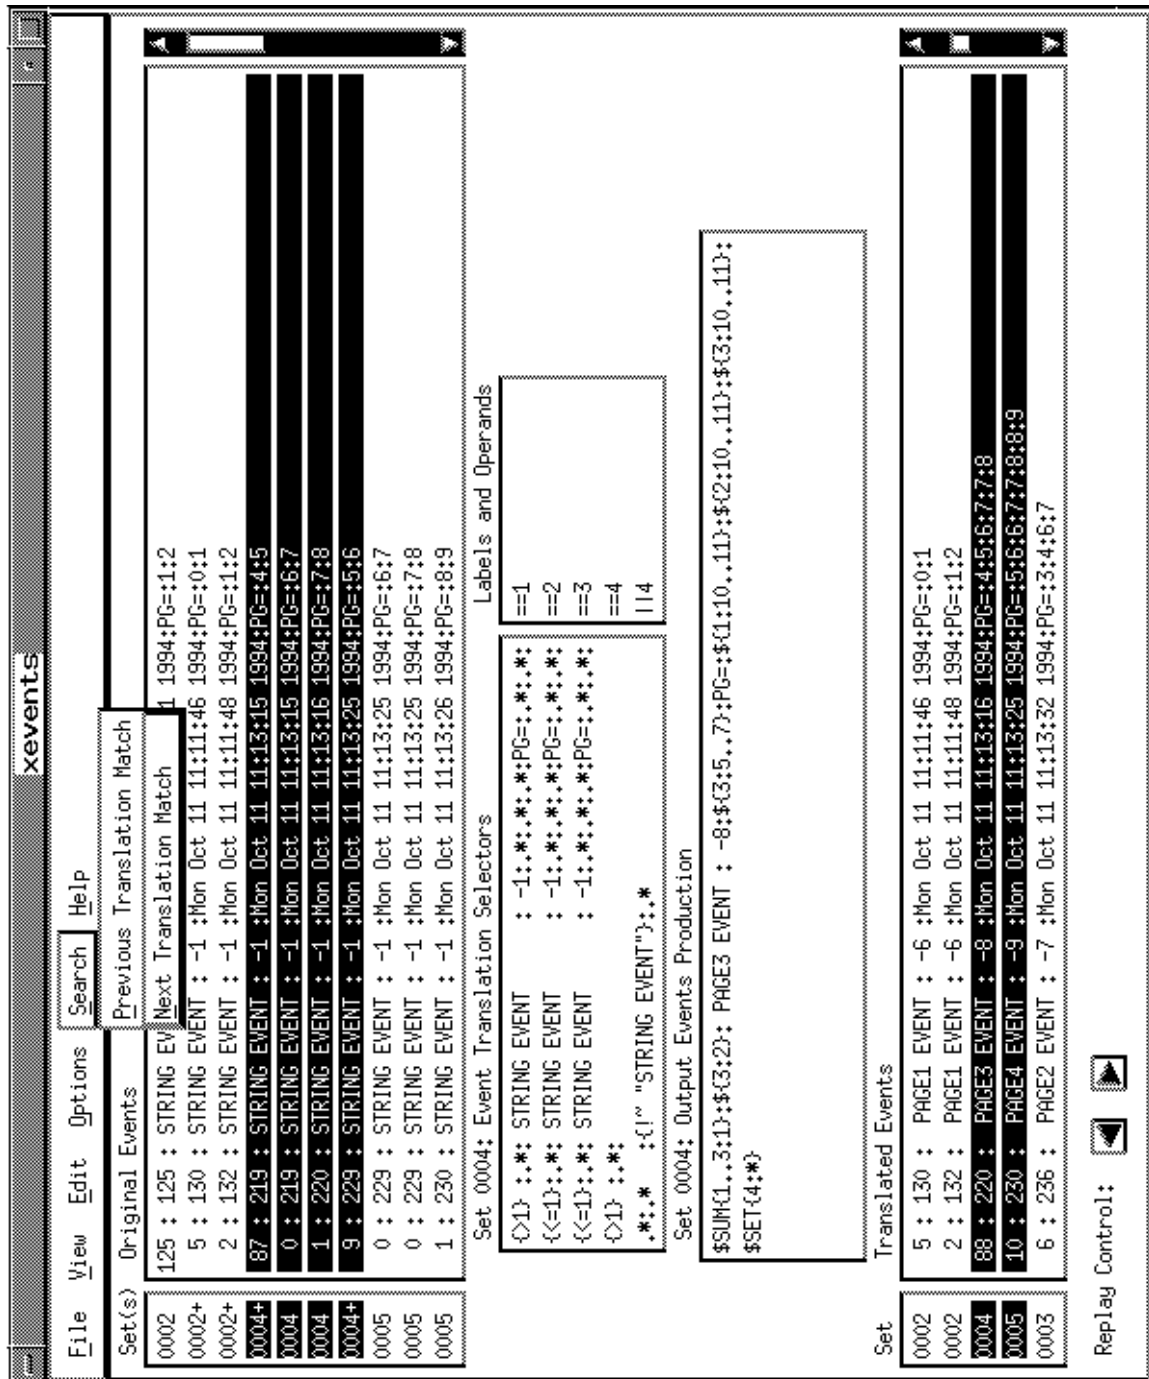 xevents
File View Edit Options Search Help
Previous Translation Match
Next Translation Match
Set(s) Original Events
0002 125 : 125 : STRING EV 1 1994:PG=:1:2
0002+ 5 : 130 : STRING EVENT : -1 :Mon Oct 11 11:11:46 1994:PG=:0:1
0002+ 2 : 132 : STRING EVENT : -1 :Mon Oct 11 11:11:48 1994:PG=:1:2
0004+ 87 : 219 : STRING EVENT : -1 :Mon Oct 11 11:13:15 1994:PG=:4:5
0004 0 : 219 : STRING EVENT : -1 :Mon Oct 11 11:13:15 1994:PG=:6:7
0004 1 : 220 : STRING EVENT : -1 :Mon Oct 11 11:13:16 1994:PG=:7:8
0004+ 9 : 229 : STRING EVENT : -1 :Mon Oct 11 11:13:25 1994:PG=:5:6
0005 0 : 229 : STRING EVENT : -1 :Mon Oct 11 11:13:25 1994:PG=:6:7
0005 0 : 229 : STRING EVENT : -1 :Mon Oct 11 11:13:25 1994:PG=:7:8
0005 1 : 230 : STRING EVENT : -1 :Mon Oct 11 11:13:26 1994:PG=:8:9
Set 0004: Event Translation Selectors Labels and Operands
{>1} :.*: STRING EVENT : -1:.*:.*:.*:PG=:.*:.*: ==1
{<=1}:.*: STRING EVENT : -1:.*:.*:.*:PG=:.*:.*: ==2
{<=1}:.*: STRING EVENT : -1:.*:.*:.*:PG=:.*:.*: ==3
{>1} :.*: ==4
.*:.* :{!~ "STRING EVENT"}:.* ||4
Set 0004: Output Events Production
$SUM{1..3:1}:${3:2}: PAGE3 EVENT : -8:${3:5..7}:PG=:${1:10..11}:${2:10..11}:${3:10..11}:
$SET{4:*}
Set Translated Events
0002 5 : 130 : PAGE1 EVENT : -6 :Mon Oct 11 11:11:46 1994:PG=:0:1
0002 2 : 132 : PAGE1 EVENT : -6 :Mon Oct 11 11:11:48 1994:PG=:1:2
0004 88 : 220 : PAGE3 EVENT : -8 :Mon Oct 11 11:13:16 1994:PG=:4:5:6:7:7:8
0005 10 : 230 : PAGE4 EVENT : -9 :Mon Oct 11 11:13:25 1994:PG=:5:6:6:7:7:8:8:9
0003 6 : 236 : PAGE2 EVENT : -7 :Mon Oct 11 11:13:32 1994:PG=:3:4:6:7
Replay Control: